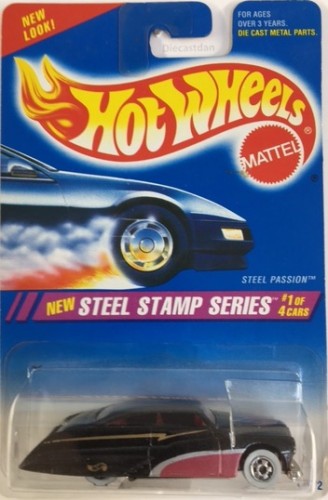 NEW
LOOK!
Diecastdan
FOR AGES
OVER 3 YEARS.
DIE CAST METAL PARTS.
HOT WHEELS
MATTEL
STEEL PASSION™
NEW STEEL STAMP SERIES™ #1 OF
4 CARS
2